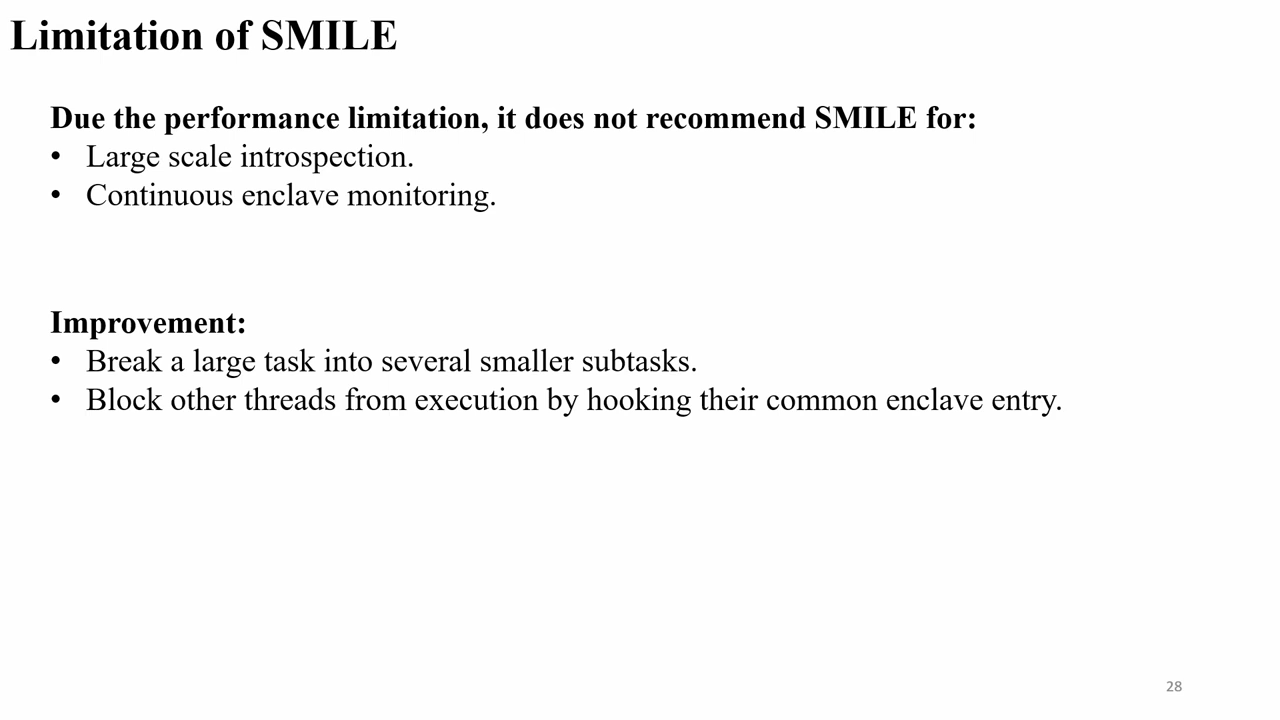 Limitation of SMILE
Due the performance limitation, it does not recommend SMILE for:
• Large scale introspection.
• Continuous enclave monitoring.
Improvement:
• Break a large task into several smaller subtasks.
• Block other threads from execution by hooking their common enclave entry.
28